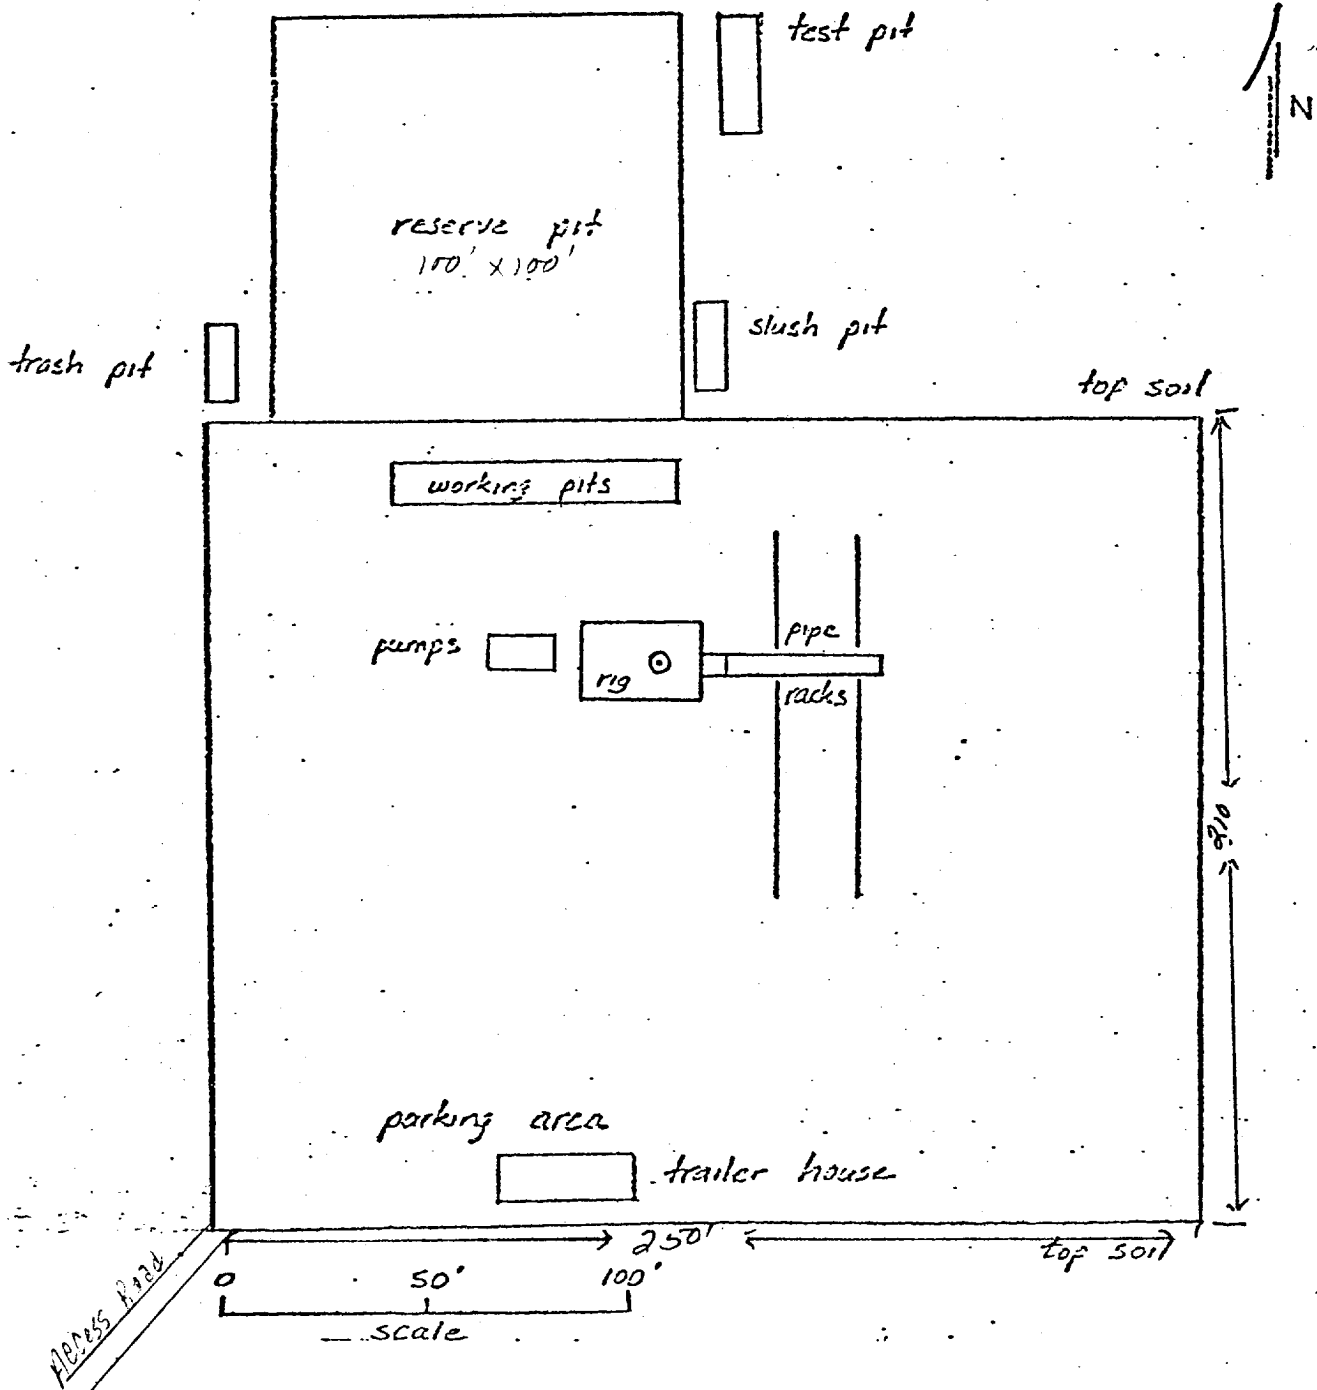 test pit
N
reserve pit
100' x 100'
slush pit
trash pit
top soil
working pits
pumps
rig
pipe
racks
210
parking area
trailer house
250'
top soil
0 50' 100'
scale
Access Road